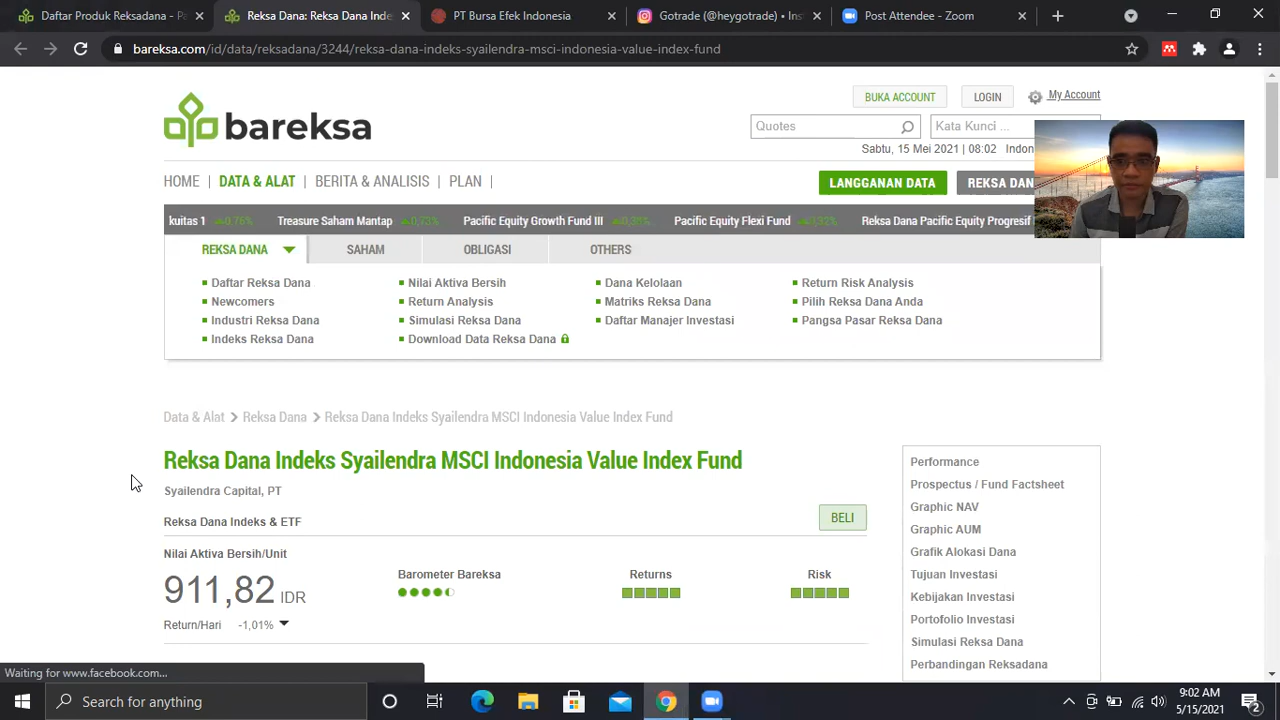 Daftar Produk Reksadana - Pa
Reksa Dana: Reksa Dana Inde
PT Bursa Efek Indonesia
Gotrade (@heygotrade) • Ins
Post Attendee - Zoom
bareksa.com/id/data/reksadana/3244/reksa-dana-indeks-syailendra-msci-indonesia-value-index-fund
BUKA ACCOUNT
LOGIN
My Account
bareksa
Quotes
Kata Kunci ...
Sabtu, 15 Mei 2021 | 08:02
HOME | DATA & ALAT | BERITA & ANALISIS | PLAN |
LANGGANAN DATA
REKSA DAN
kuitas 1 0,76% Treasure Saham Mantap 0,73% Pacific Equity Growth Fund III Pacific Equity Flexi Fund Reksa Dana Pacific Equity Progresif
REKSA DANA
SAHAM
OBLIGASI
OTHERS
Daftar Reksa Dana
Nilai Aktiva Bersih
Dana Kelolaan
Return Risk Analysis
Newcomers
Return Analysis
Matriks Reksa Dana
Pilih Reksa Dana Anda
Industri Reksa Dana
Simulasi Reksa Dana
Daftar Manajer Investasi
Pangsa Pasar Reksa Dana
Indeks Reksa Dana
Download Data Reksa Dana
Data & Alat > Reksa Dana > Reksa Dana Indeks Syailendra MSCI Indonesia Value Index Fund
Reksa Dana Indeks Syailendra MSCI Indonesia Value Index Fund
Syailendra Capital, PT
Reksa Dana Indeks & ETF
BELI
Nilai Aktiva Bersih/Unit
911,82 IDR
Return/Hari -1,01%
Barometer Bareksa
Returns
Risk
Performance
Prospectus / Fund Factsheet
Graphic NAV
Graphic AUM
Grafik Alokasi Dana
Tujuan Investasi
Kebijakan Investasi
Portofolio Investasi
Simulasi Reksa Dana
Perbandingan Reksadana
Waiting for www.facebook.com...
Search for anything
9:02 AM
5/15/2021
2